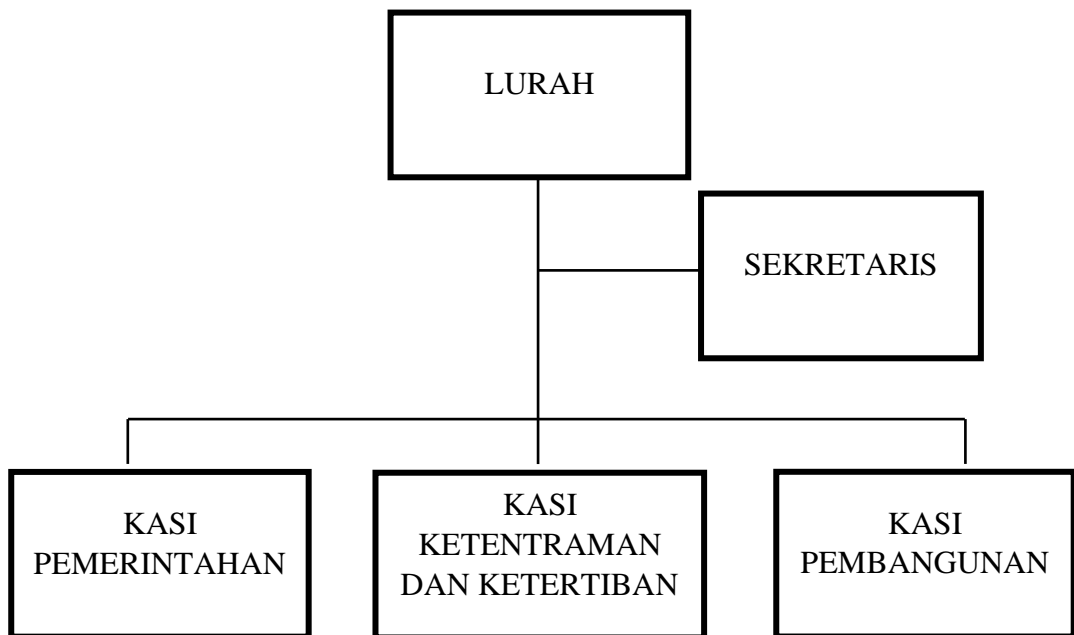 LURAH
SEKRETARIS
KASI
PEMERINTAHAN
KASI
KETENTRAMAN
DAN KETERTIBAN
KASI
PEMBANGUNAN